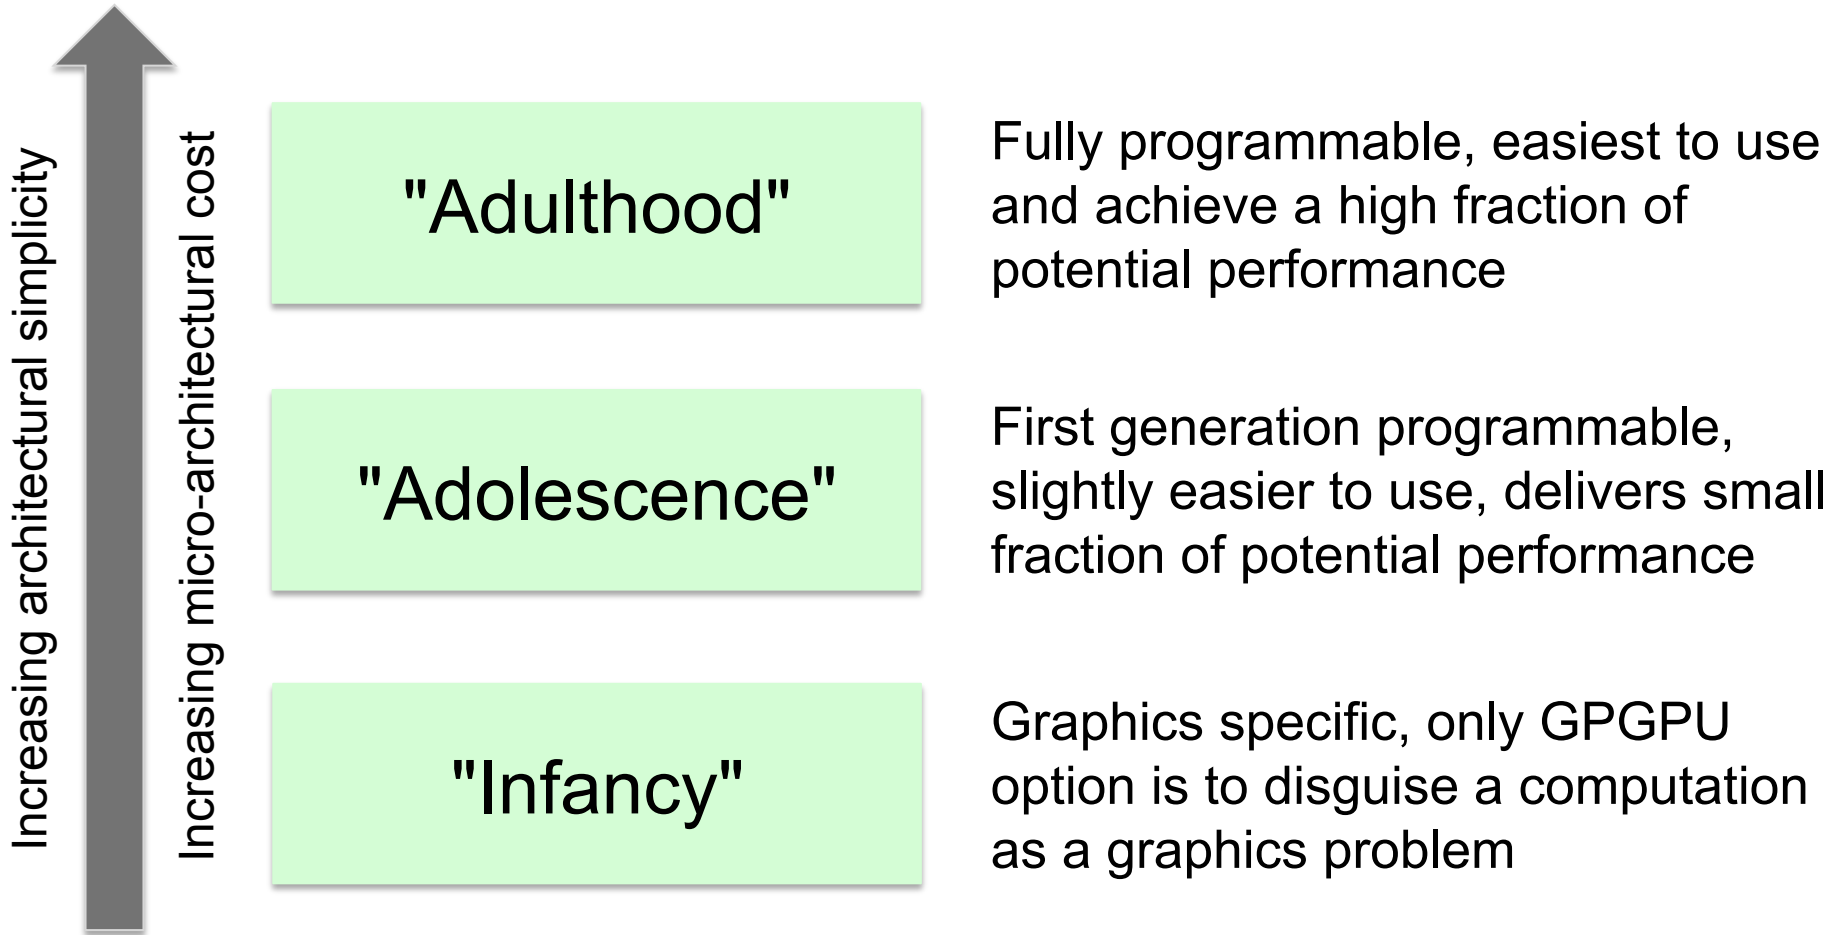 Increasing architectural simplicity
Increasing micro-architectural cost
"Adulthood"
Fully programmable, easiest to use
and achieve a high fraction of
potential performance
"Adolescence"
First generation programmable,
slightly easier to use, delivers small
fraction of potential performance
"Infancy"
Graphics specific, only GPGPU
option is to disguise a computation
as a graphics problem